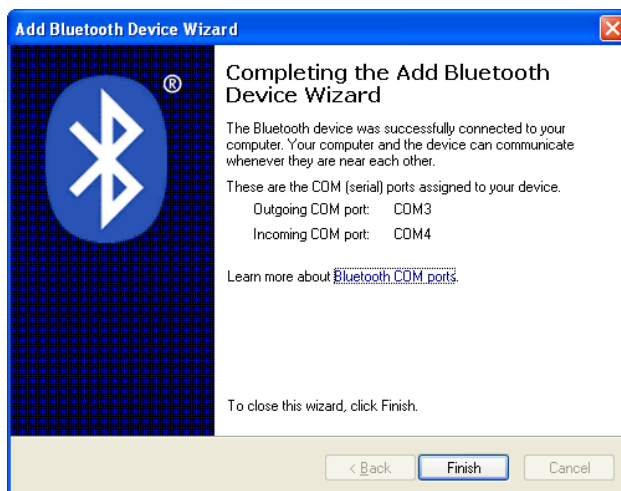 Add Bluetooth Device Wizard
®
Completing the Add Bluetooth
Device Wizard
The Bluetooth device was successfully connected to your
computer. Your computer and the device can communicate
whenever they are near each other.
These are the COM (serial) ports assigned to your device.
Outgoing COM port: COM3
Incoming COM port: COM4
Learn more about Bluetooth COM ports.
To close this wizard, click Finish.
< Back Finish Cancel